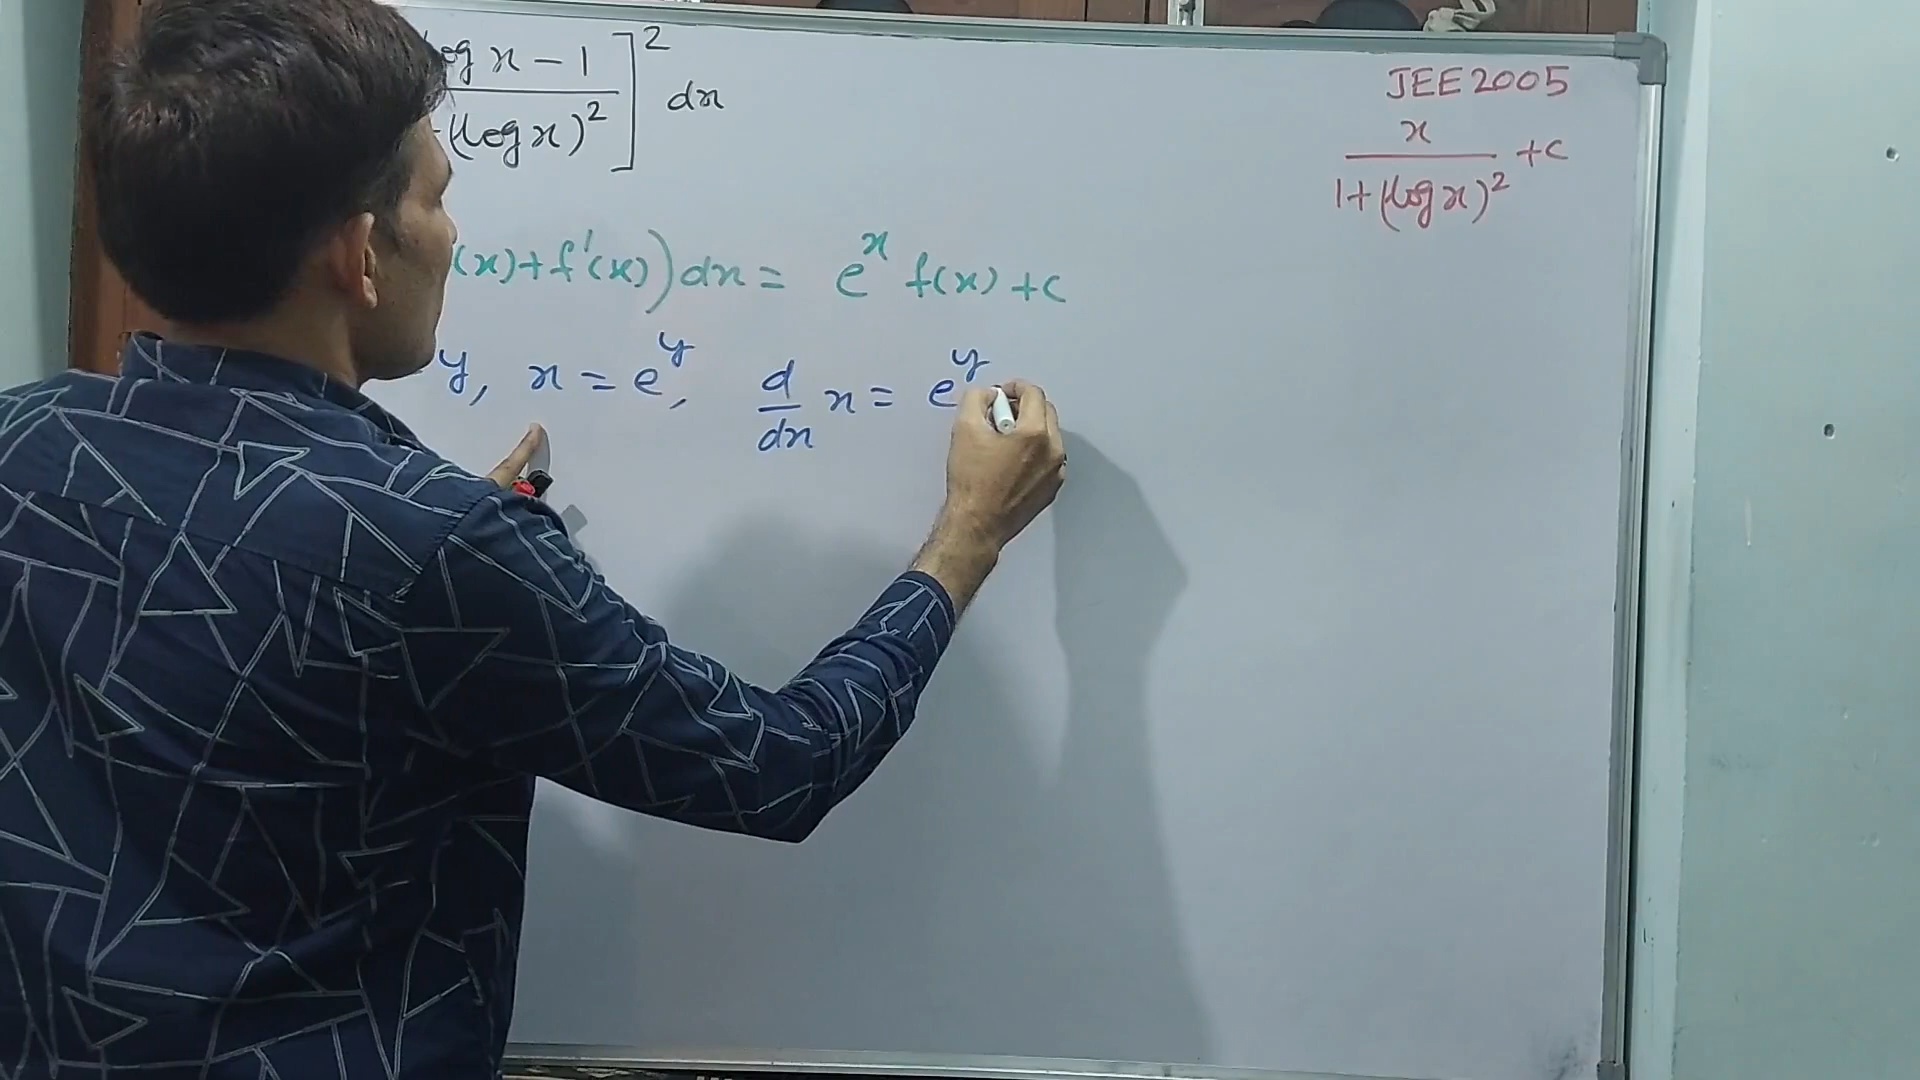 log x - 1 / (log x)² ]² dx
JEE 2005
x / 1+(log x)² + c
(x)+f'(x)) dx = eˣ f(x) + c
y, x = eʸ, d/dx x = eʸ